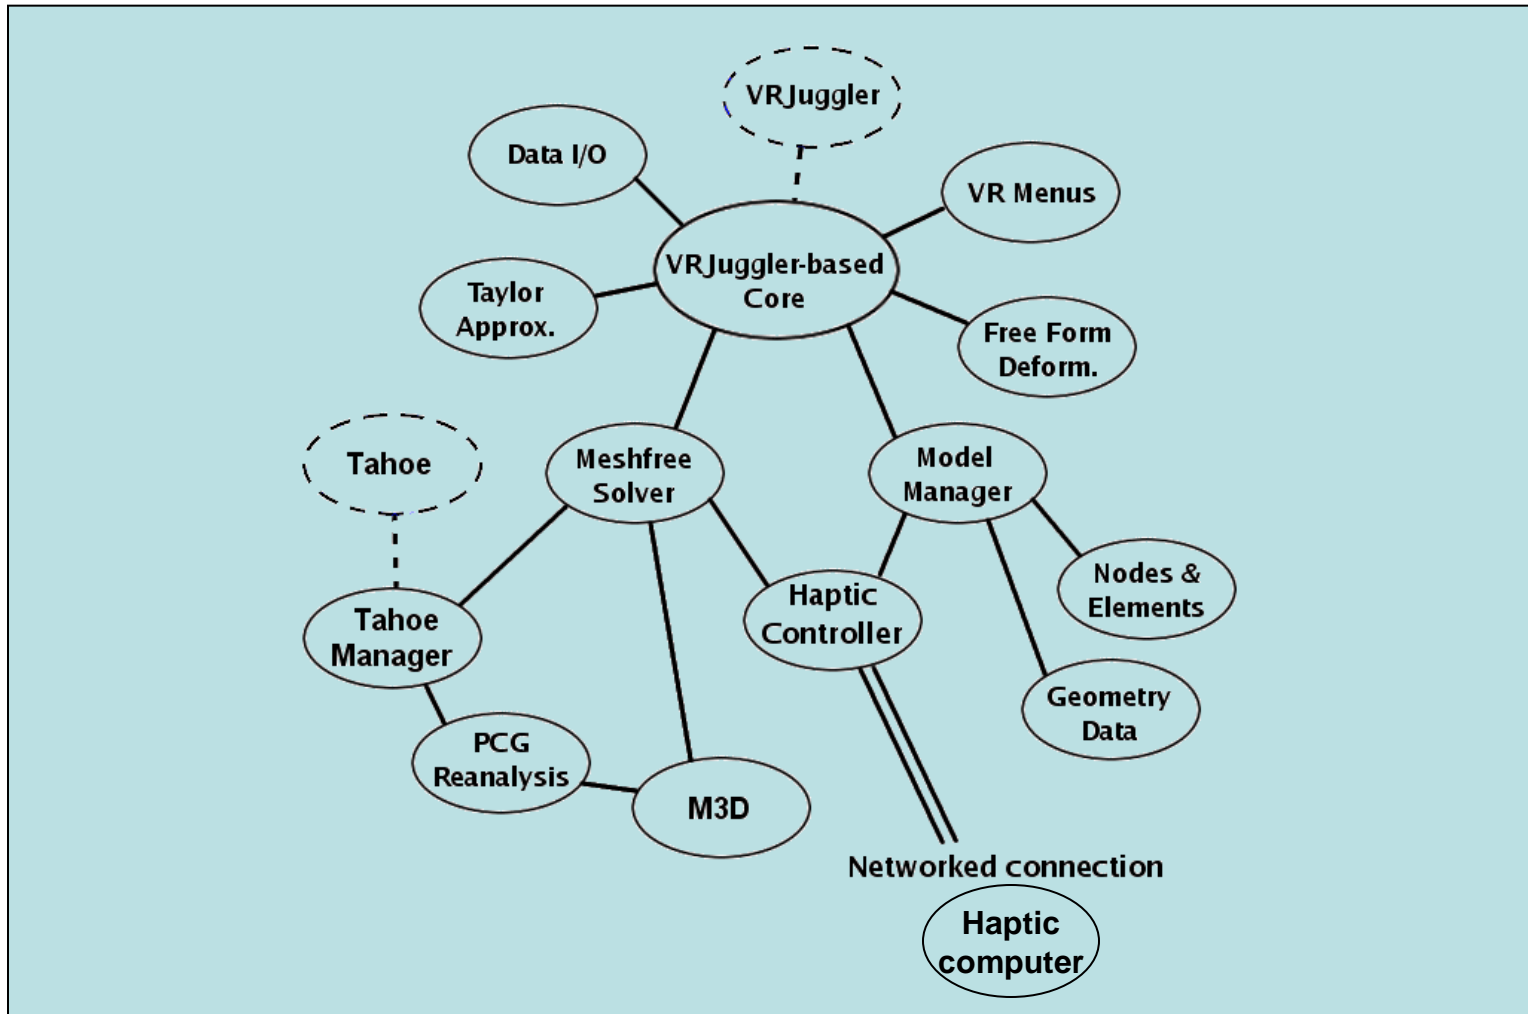 VRJuggler
Data I/O
VR Menus
VRJuggler-based
Core
Taylor
Approx.
Free Form
Deform.
Tahoe
Meshfree
Solver
Model
Manager
Nodes &
Elements
Haptic
Controller
Tahoe
Manager
Geometry
Data
PCG
Reanalysis
M3D
Networked connection
Haptic
computer